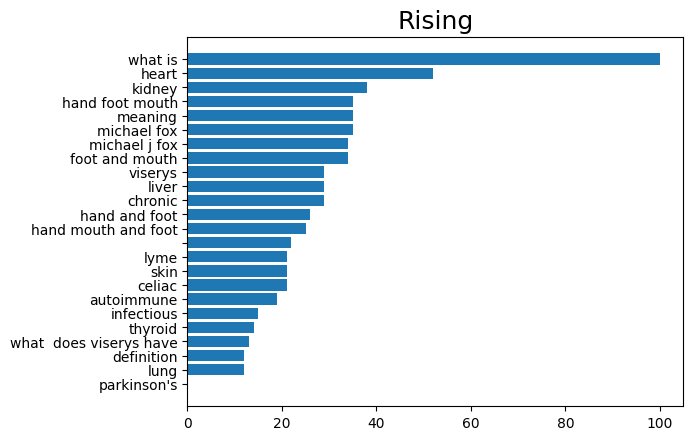 Rising
what is
heart
kidney
hand foot mouth
meaning
michael fox
michael j fox
foot and mouth
viserys
liver
chronic
hand and foot
hand mouth and foot
lyme
skin
celiac
autoimmune
infectious
thyroid
what  does viserys have
definition
lung
parkinson's
0 20 40 60 80 100